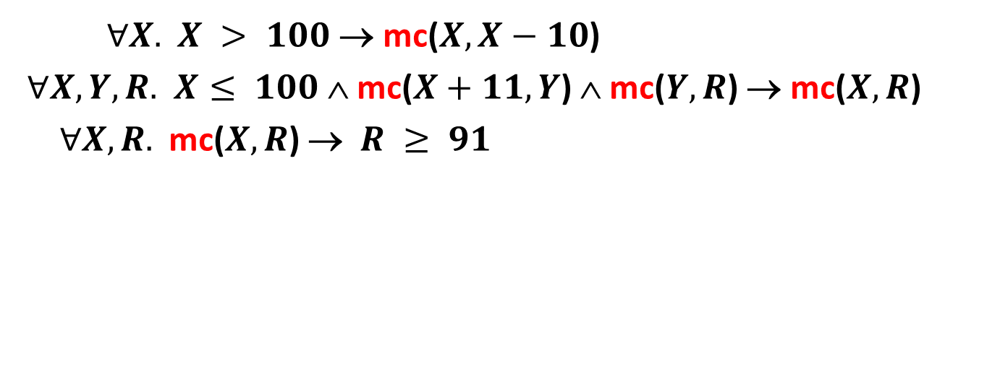 ∀X. X > 100 → mc(X, X − 10)
∀X, Y, R. X ≤ 100 ∧ mc(X + 11, Y) ∧ mc(Y, R) → mc(X, R)
∀X, R. mc(X, R) → R ≥ 91